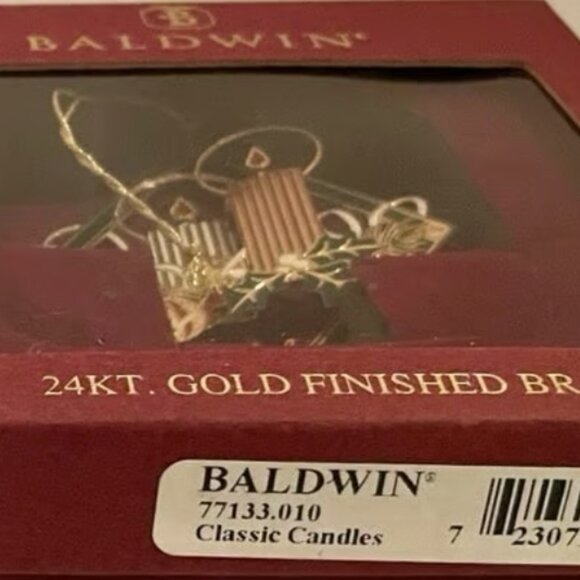 B
BALDWIN®
24KT. GOLD FINISHED BR
BALDWIN®
77133.010
Classic Candles
7 2307